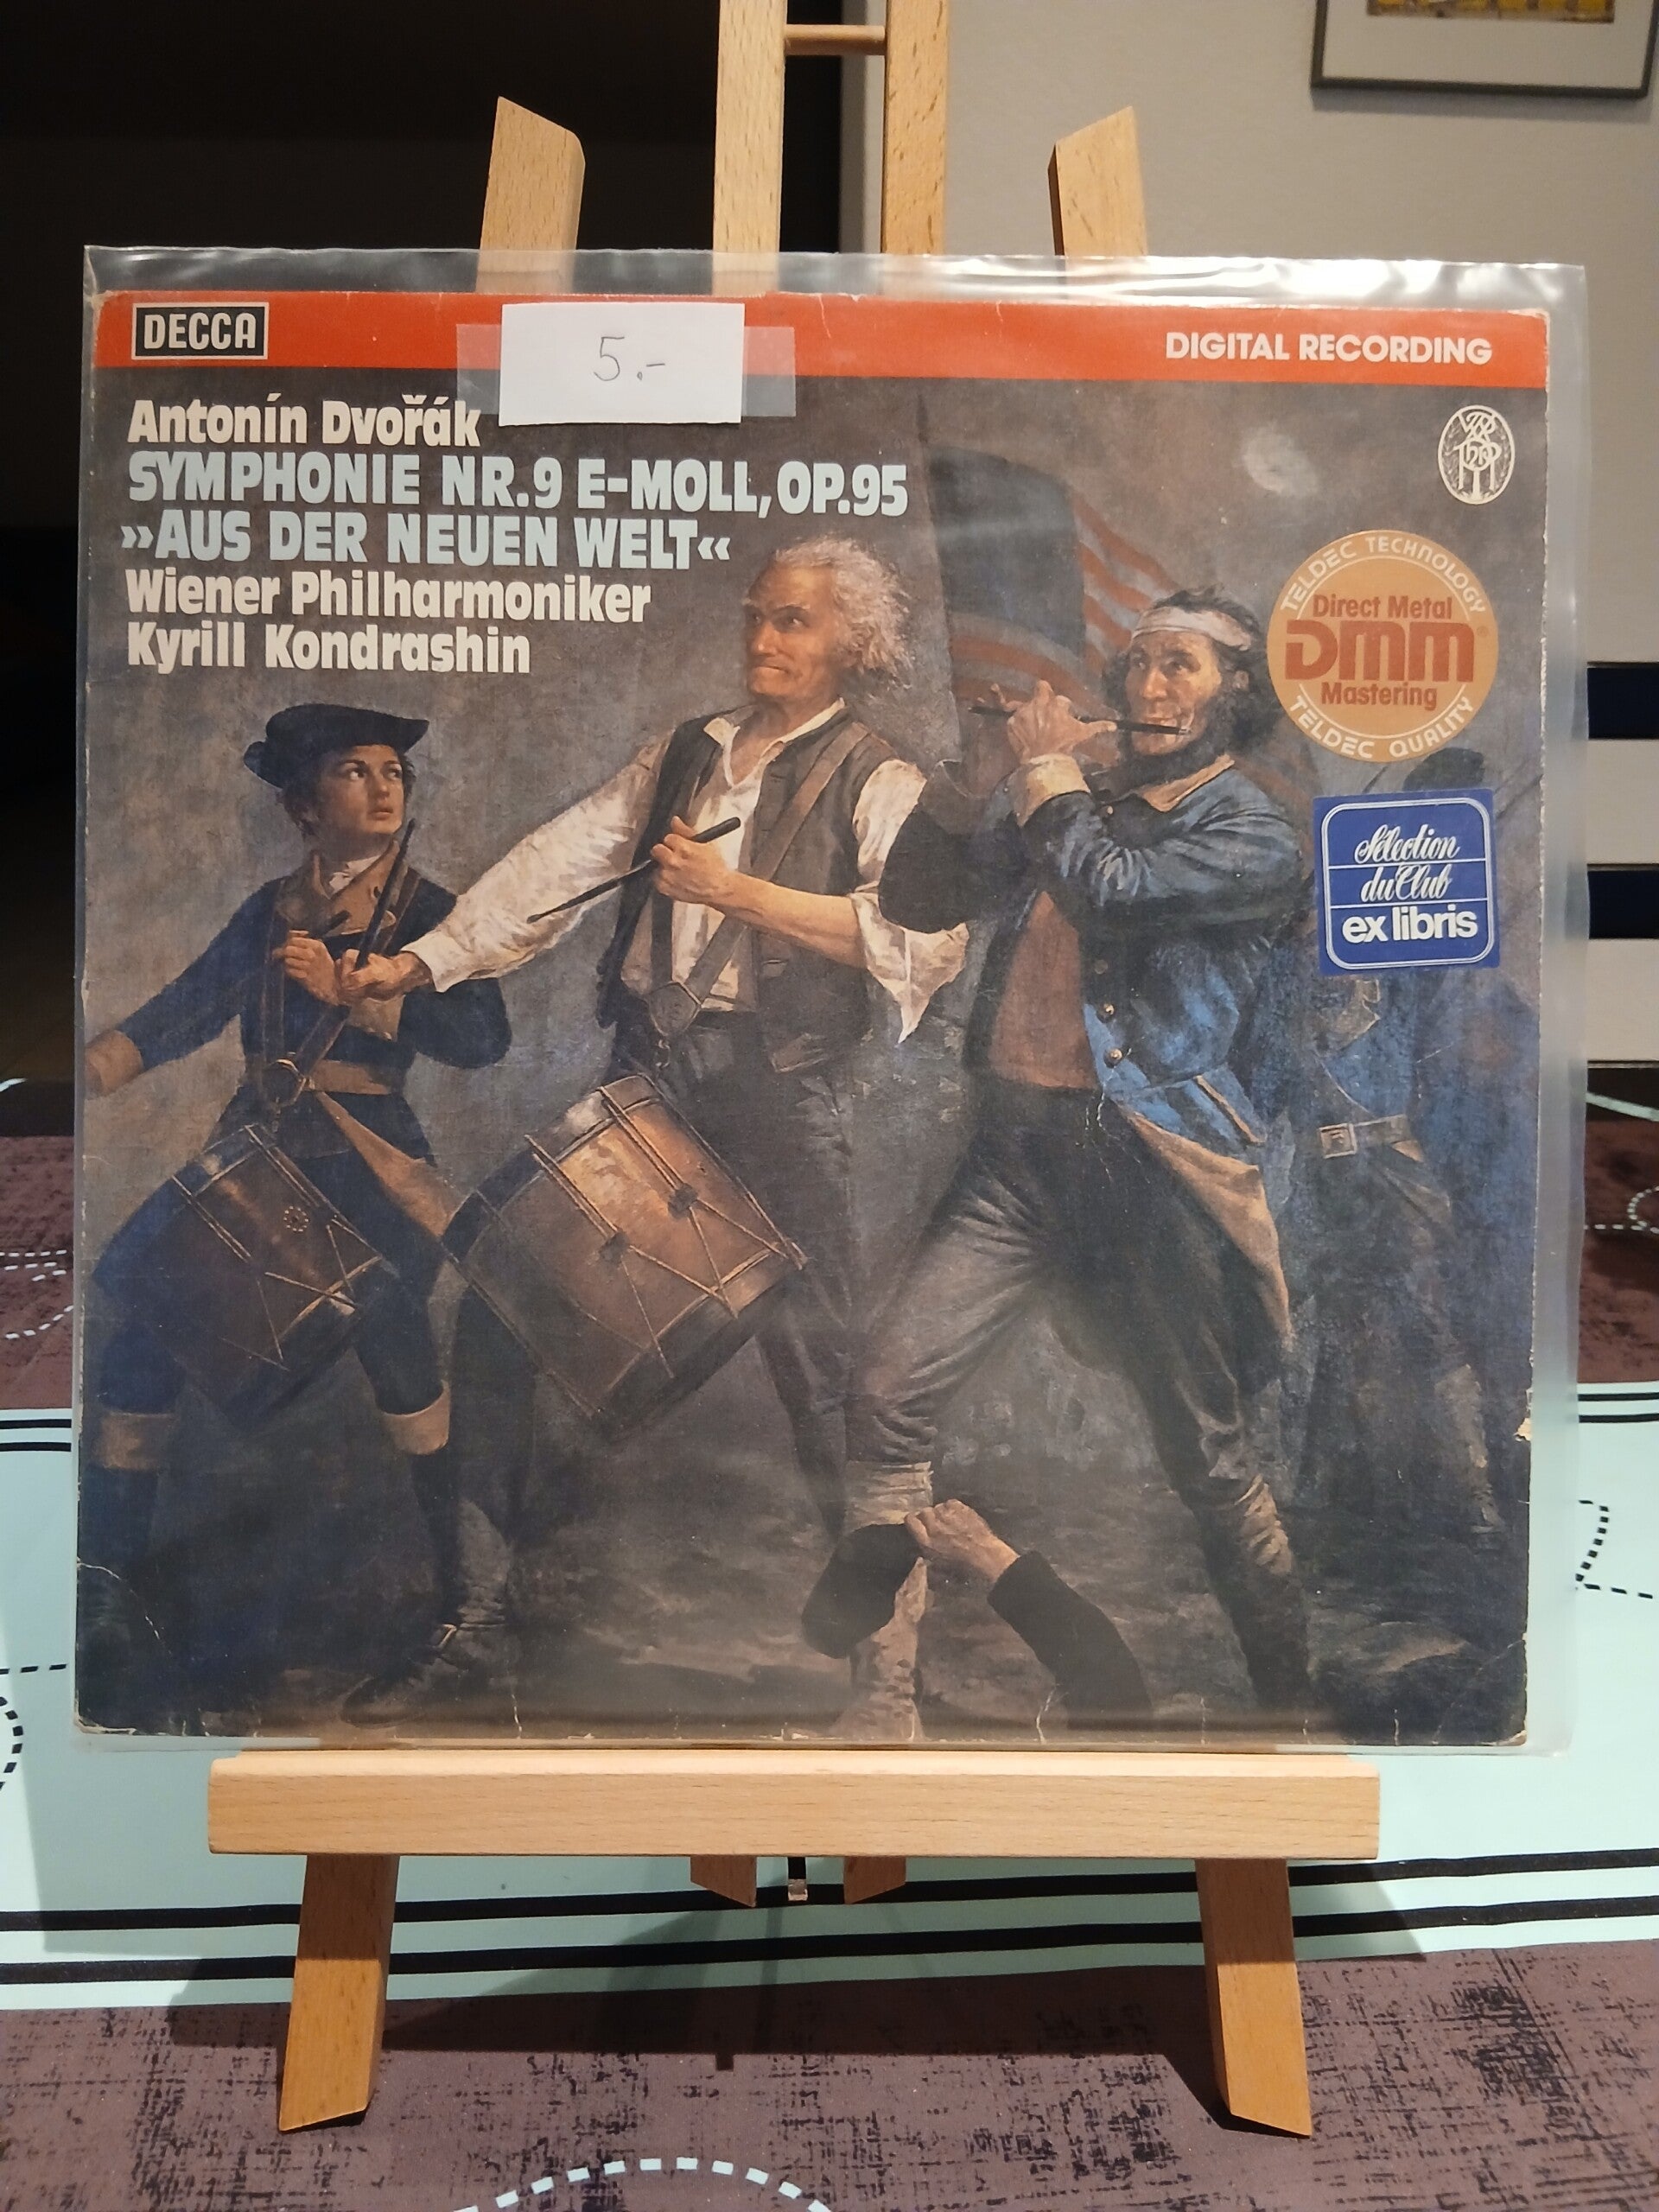 DECCA
5.-
DIGITAL RECORDING
Antonín Dvořák
SYMPHONIE NR.9 E-MOLL, OP.95
»AUS DER NEUEN WELT«
Wiener Philharmoniker
Kyrill Kondrashin
TELDEC TECHNOLOGY
Direct Metal
DMM®
Mastering
TELDEC QUALITY
Sélection
du Club
ex libris